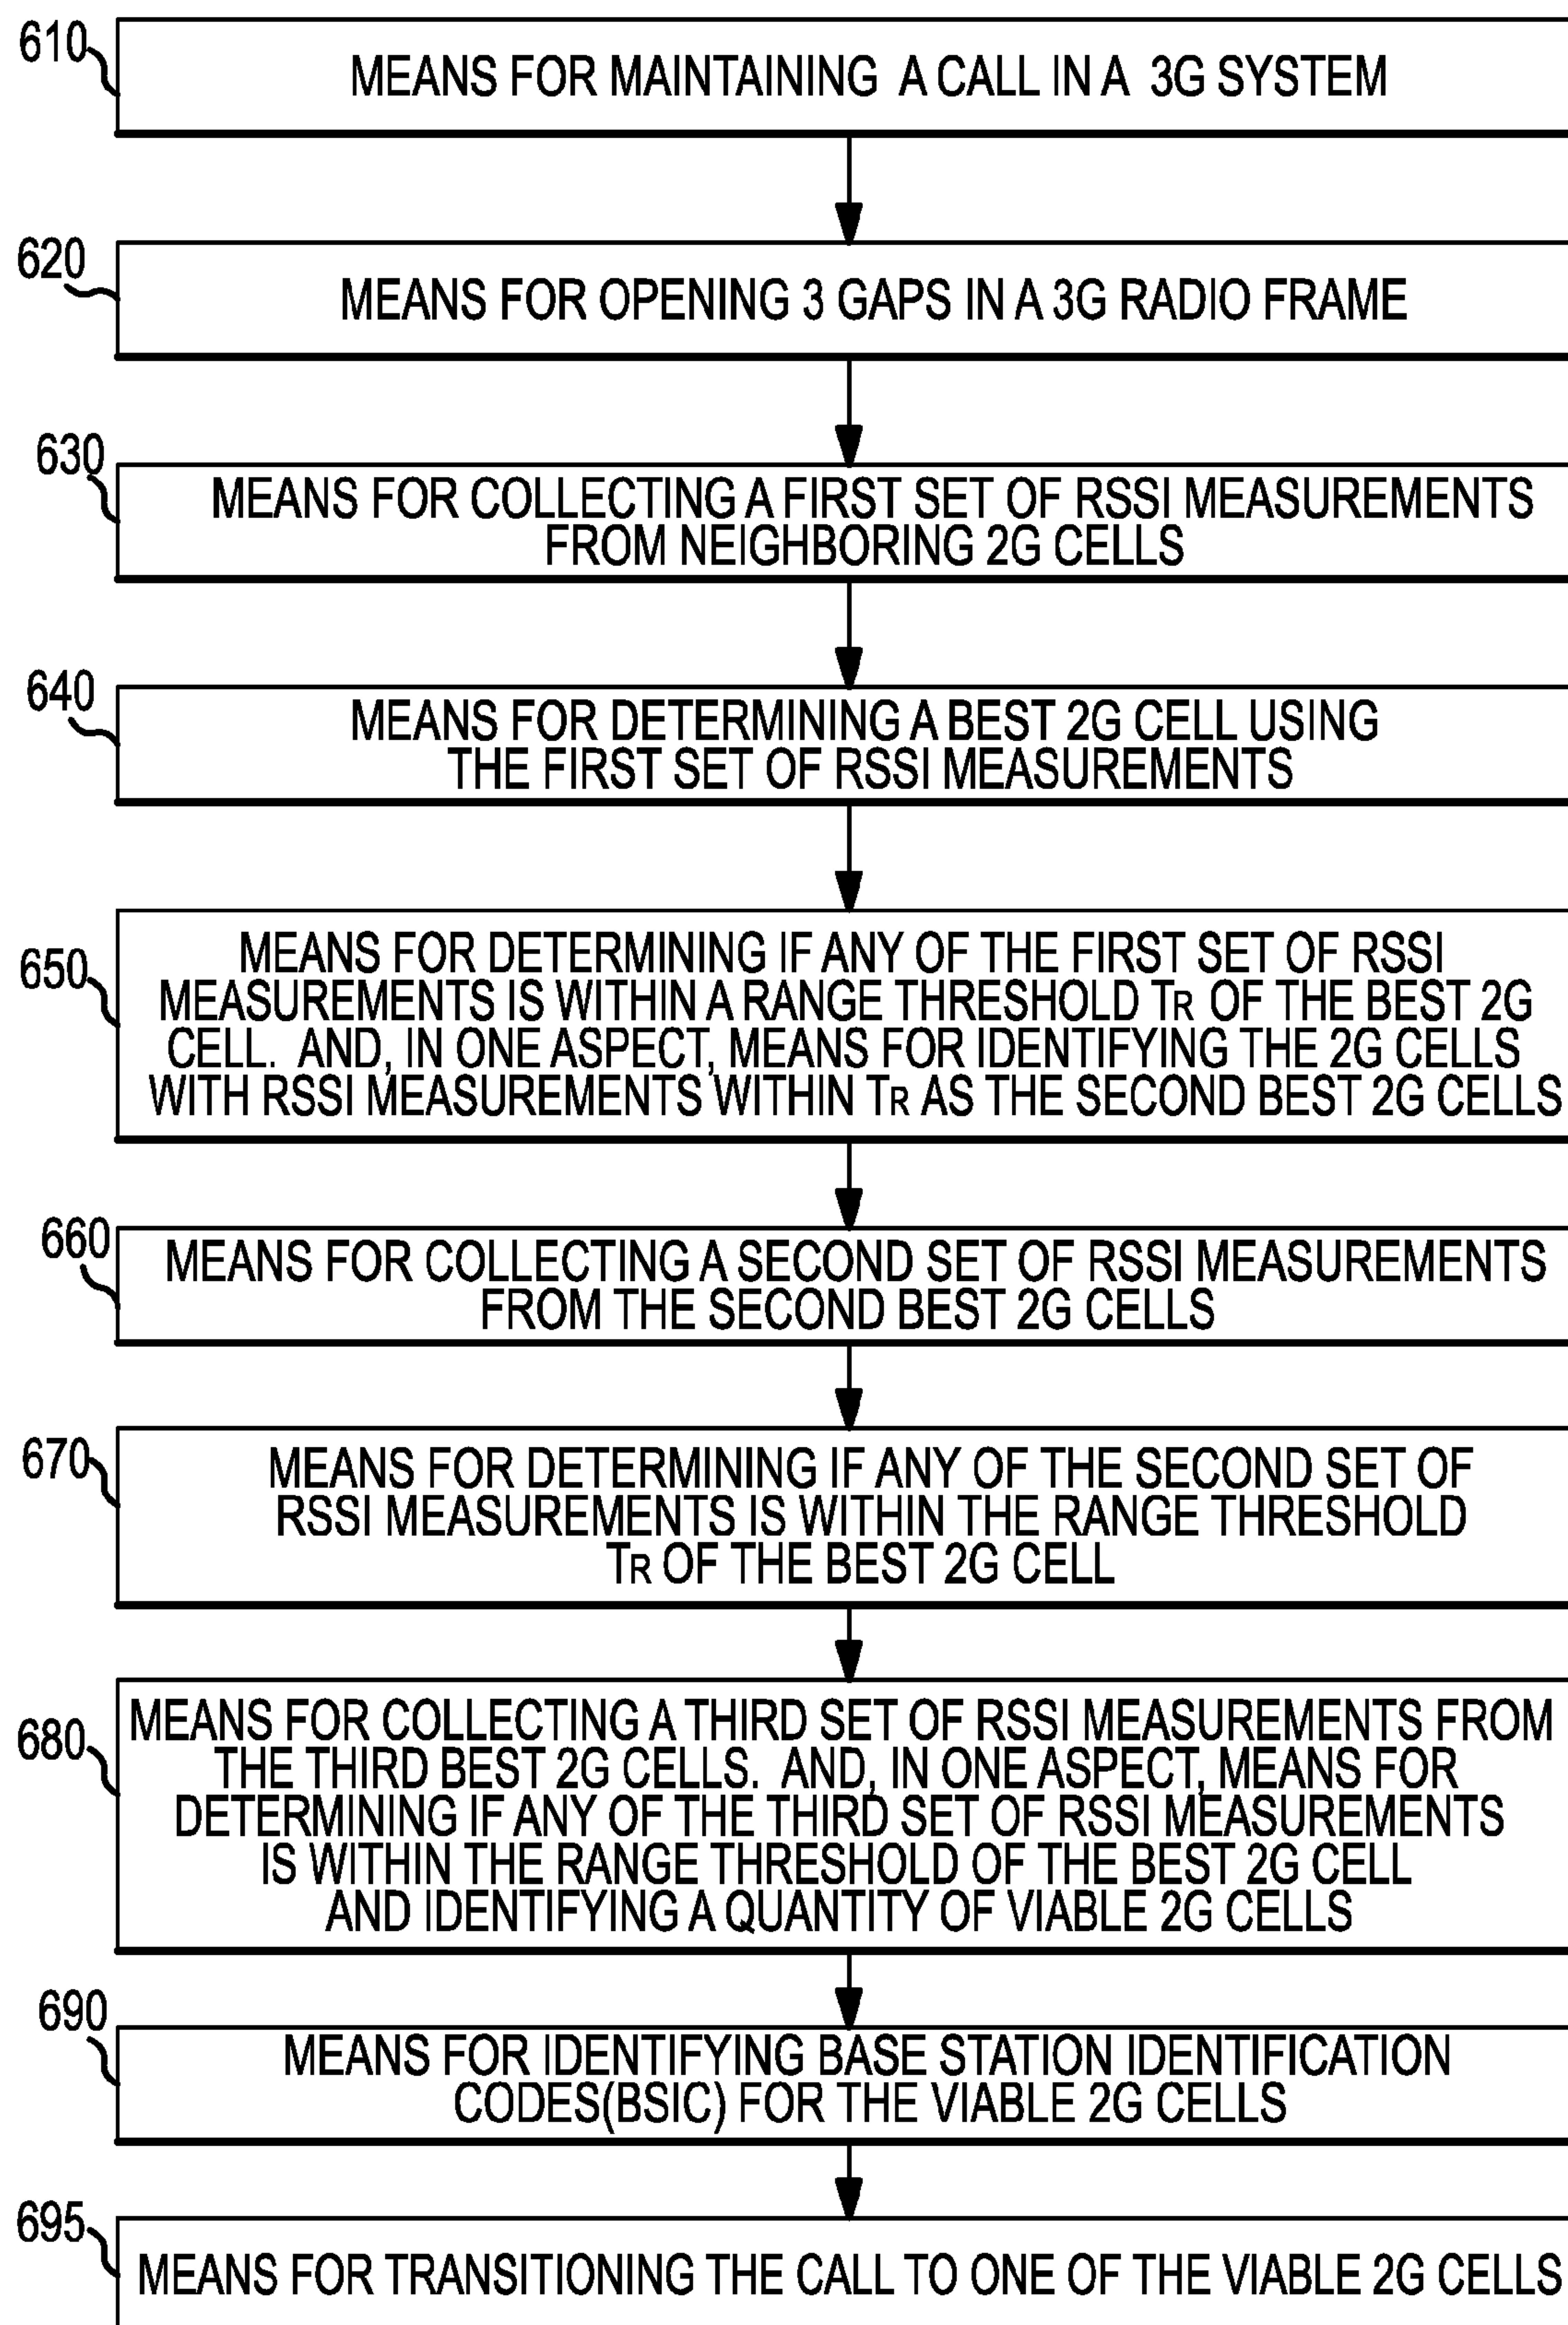 610
MEANS FOR MAINTAINING A CALL IN A 3G SYSTEM
620
MEANS FOR OPENING 3 GAPS IN A 3G RADIO FRAME
630
MEANS FOR COLLECTING A FIRST SET OF RSSI MEASUREMENTS
FROM NEIGHBORING 2G CELLS
640
MEANS FOR DETERMINING A BEST 2G CELL USING
THE FIRST SET OF RSSI MEASUREMENTS
650
MEANS FOR DETERMINING IF ANY OF THE FIRST SET OF RSSI
MEASUREMENTS IS WITHIN A RANGE THRESHOLD TR OF THE BEST 2G
CELL. AND, IN ONE ASPECT, MEANS FOR IDENTIFYING THE 2G CELLS
WITH RSSI MEASUREMENTS WITHIN TR AS THE SECOND BEST 2G CELLS
660
MEANS FOR COLLECTING A SECOND SET OF RSSI MEASUREMENTS
FROM THE SECOND BEST 2G CELLS
670
MEANS FOR DETERMINING IF ANY OF THE SECOND SET OF
RSSI MEASUREMENTS IS WITHIN THE RANGE THRESHOLD
TR OF THE BEST 2G CELL
680
MEANS FOR COLLECTING A THIRD SET OF RSSI MEASUREMENTS FROM
THE THIRD BEST 2G CELLS. AND, IN ONE ASPECT, MEANS FOR
DETERMINING IF ANY OF THE THIRD SET OF RSSI MEASUREMENTS
IS WITHIN THE RANGE THRESHOLD OF THE BEST 2G CELL
AND IDENTIFYING A QUANTITY OF VIABLE 2G CELLS
690
MEANS FOR IDENTIFYING BASE STATION IDENTIFICATION
CODES(BSIC) FOR THE VIABLE 2G CELLS
695
MEANS FOR TRANSITIONING THE CALL TO ONE OF THE VIABLE 2G CELLS